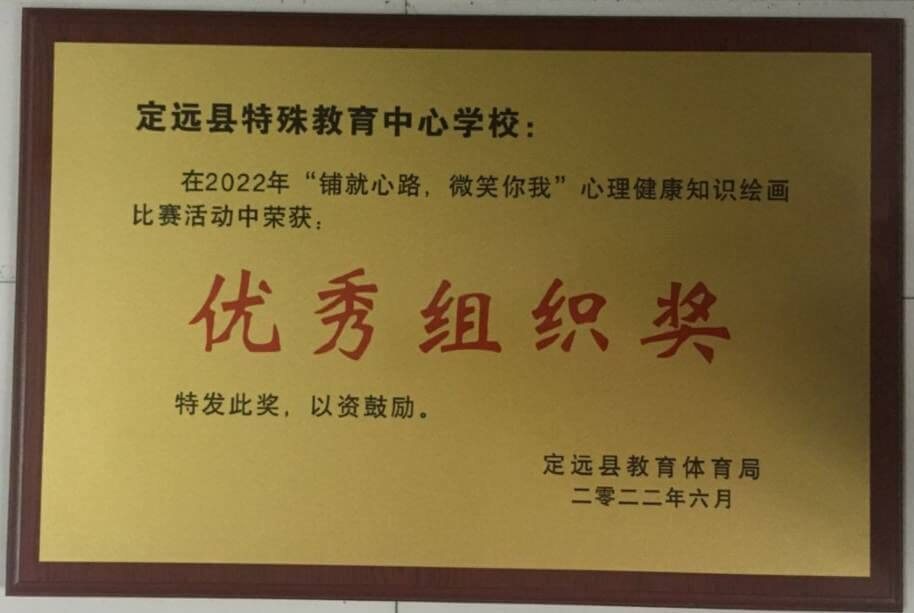 定远县特殊教育中心学校：
在2022年“铺就心路，微笑你我”心理健康知识绘画
比赛活动中荣获：
优秀组织奖
特发此奖，以资鼓励。
定远县教育体育局
二零二二年六月